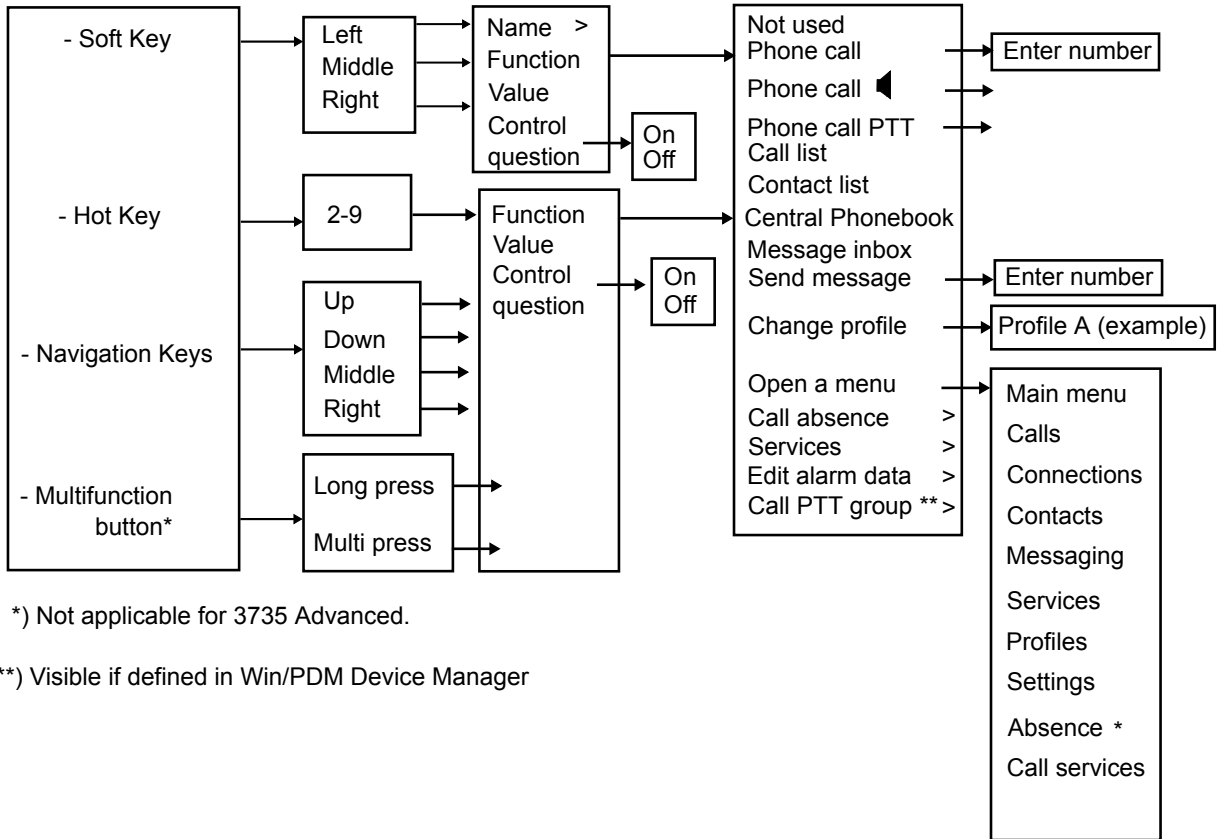 - Soft Key
- Hot Key
- Navigation Keys
- Multifunction
button*
Left
Middle
Right
2-9
Up
Down
Middle
Right
Long press
Multi press
Name >
Function
Value
Control
question
On
Off
Function
Value
Control
question
On
Off
Not used
Phone call
Phone call
Phone call PTT
Call list
Contact list
Central Phonebook
Message inbox
Send message
Change profile
Open a menu
Call absence >
Services >
Edit alarm data >
Call PTT group ** >
Enter number
Enter number
Profile A (example)
Main menu
Calls
Connections
Contacts
Messaging
Services
Profiles
Settings
Absence *
Call services
*) Not applicable for 3735 Advanced.
**) Visible if defined in Win/PDM Device Manager